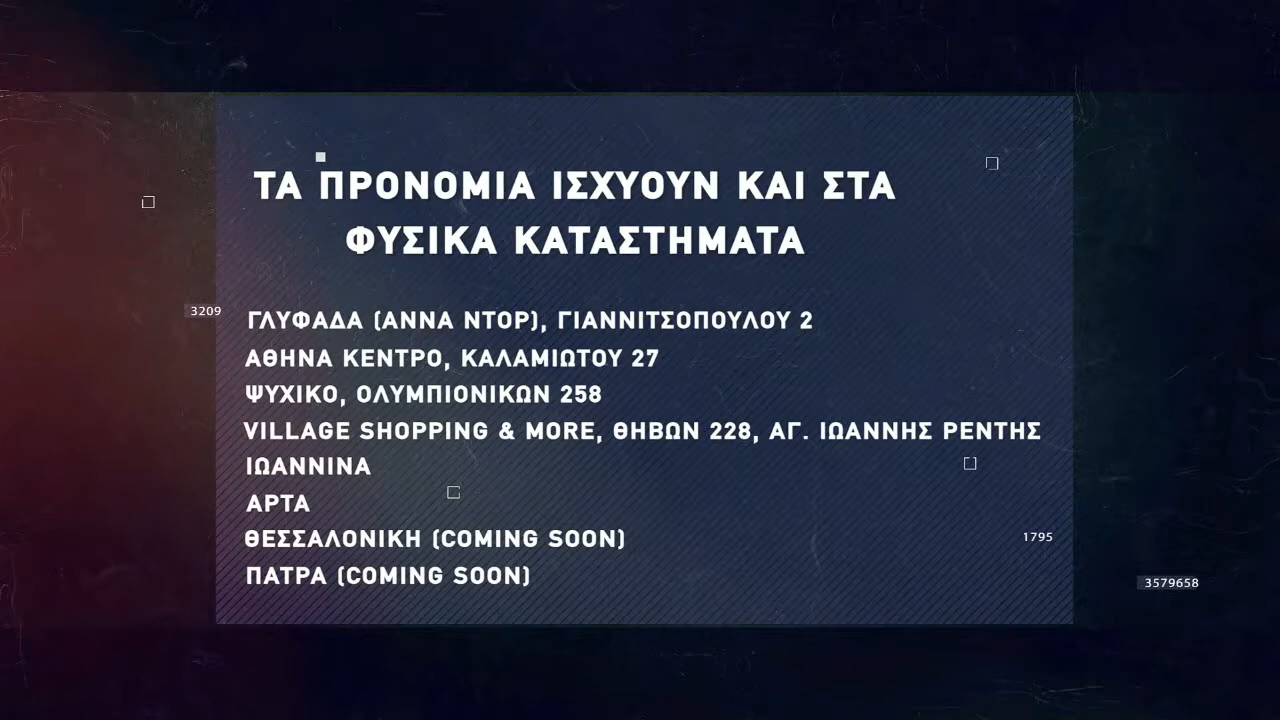 ΤΑ ΠΡΟΝΟΜΙΑ ΙΣΧΥΟΥΝ ΚΑΙ ΣΤΑ
ΦΥΣΙΚΑ ΚΑΤΑΣΤΗΜΑΤΑ
3209
ΓΛΥΦΑΔΑ (ΑΝΝΑ ΝΤΟΡ), ΓΙΑΝΝΙΤΣΟΠΟΥΛΟΥ 2
ΑΘΗΝΑ ΚΕΝΤΡΟ, ΚΑΛΑΜΙΩΤΟΥ 27
ΨΥΧΙΚΟ, ΟΛΥΜΠΙΟΝΙΚΩΝ 258
VILLAGE SHOPPING & MORE, ΘΗΒΩΝ 228, ΑΓ. ΙΩΑΝΝΗΣ ΡΕΝΤΗΣ
ΙΩΑΝΝΙΝΑ
ΑΡΤΑ
ΘΕΣΣΑΛΟΝΙΚΗ (COMING SOON)
1795
ΠΑΤΡΑ (COMING SOON)
3579658